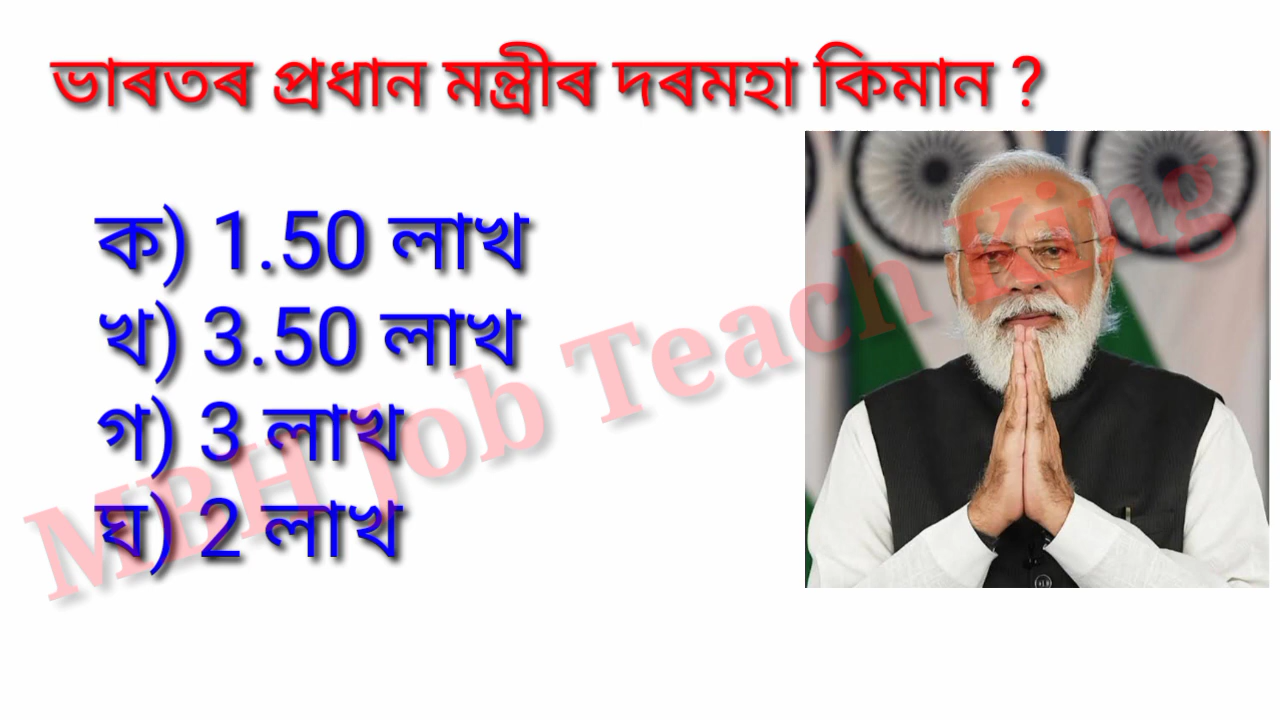 ভাৰতৰ প্ৰধান মন্ত্ৰীৰ দৰমহা কিমান ?
ক) 1.50 লাখ
খ) 3.50 লাখ
গ) 3 লাখ
ঘ) 2 লাখ
MBH Job Teach King